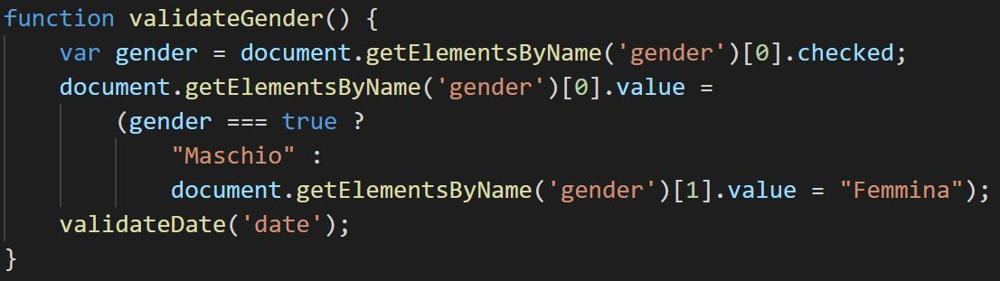 function validateGender() {
    var gender = document.getElementsByName('gender')[0].checked;
    document.getElementsByName('gender')[0].value =
        (gender === true ?
            "Maschio" :
            document.getElementsByName('gender')[1].value = "Femmina");
    validateDate('date');
}